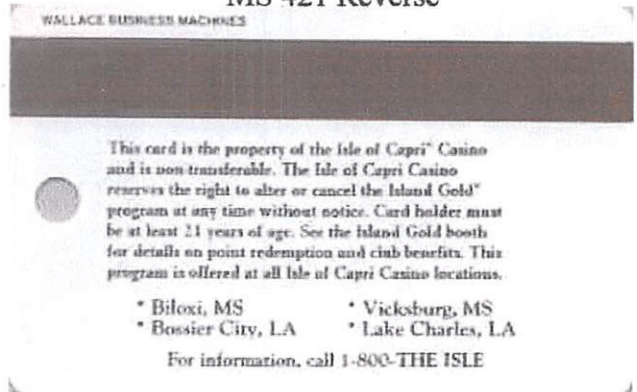 MS 421 Reverse
WALLACE BUSINESS MACHINES
This card is the property of the Isle of Capri® Casino
and is non transferable. The Isle of Capri Casino
reserves the right to alter or cancel the Island Gold®
program at any time without notice. Card holder must
be at least 21 years of age. See the Island Gold booth
for details on point redemption and club benefits. This
program is offered at all Isle of Capri Casino locations.
* Biloxi, MS * Vicksburg, MS
* Bossier City, LA * Lake Charles, LA
For information, call 1-800-THE ISLE